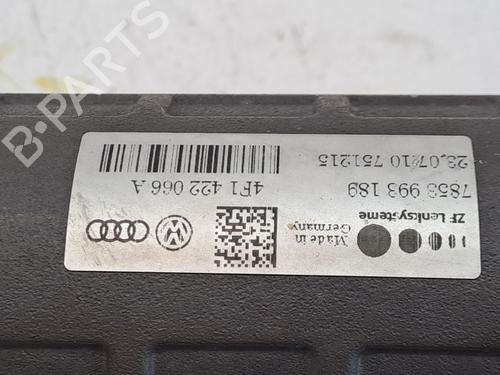 ZF Lenksysteme
Made in
Germany
7853 993 189
23.07.10 751215
4F1 422 066 A
B-PARTS